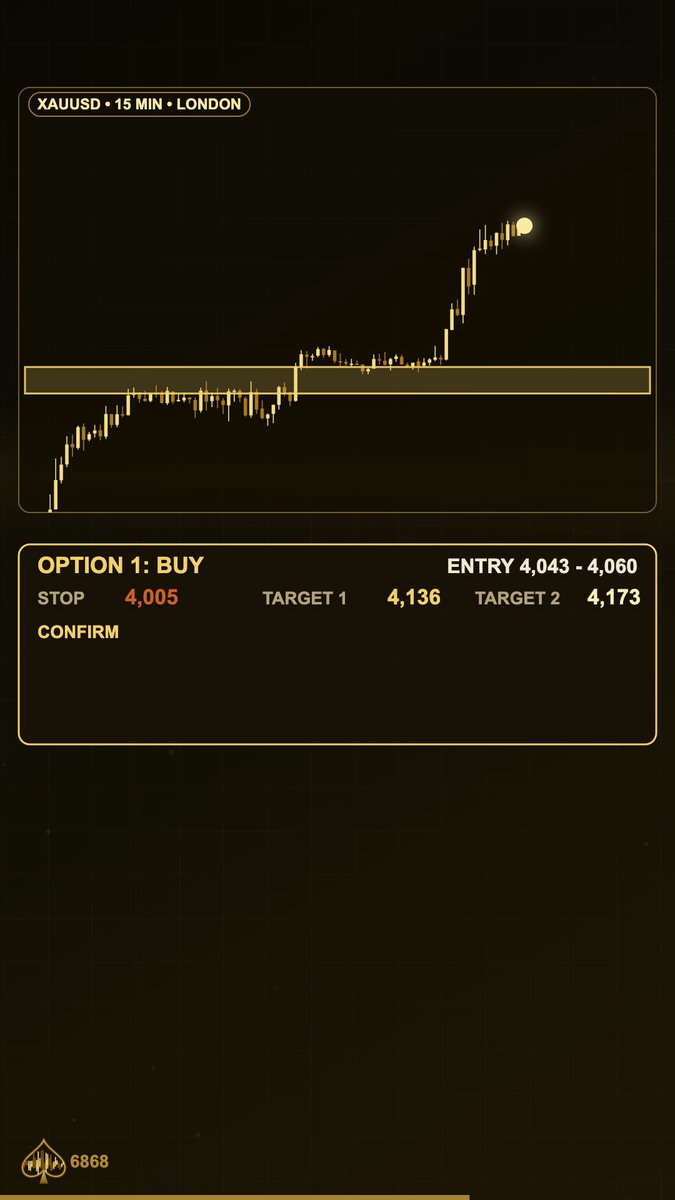 XAUUSD • 15 MIN • LONDON
OPTION 1: BUY ENTRY 4,043 - 4,060
STOP 4,005 TARGET 1 4,136 TARGET 2 4,173
CONFIRM
6868